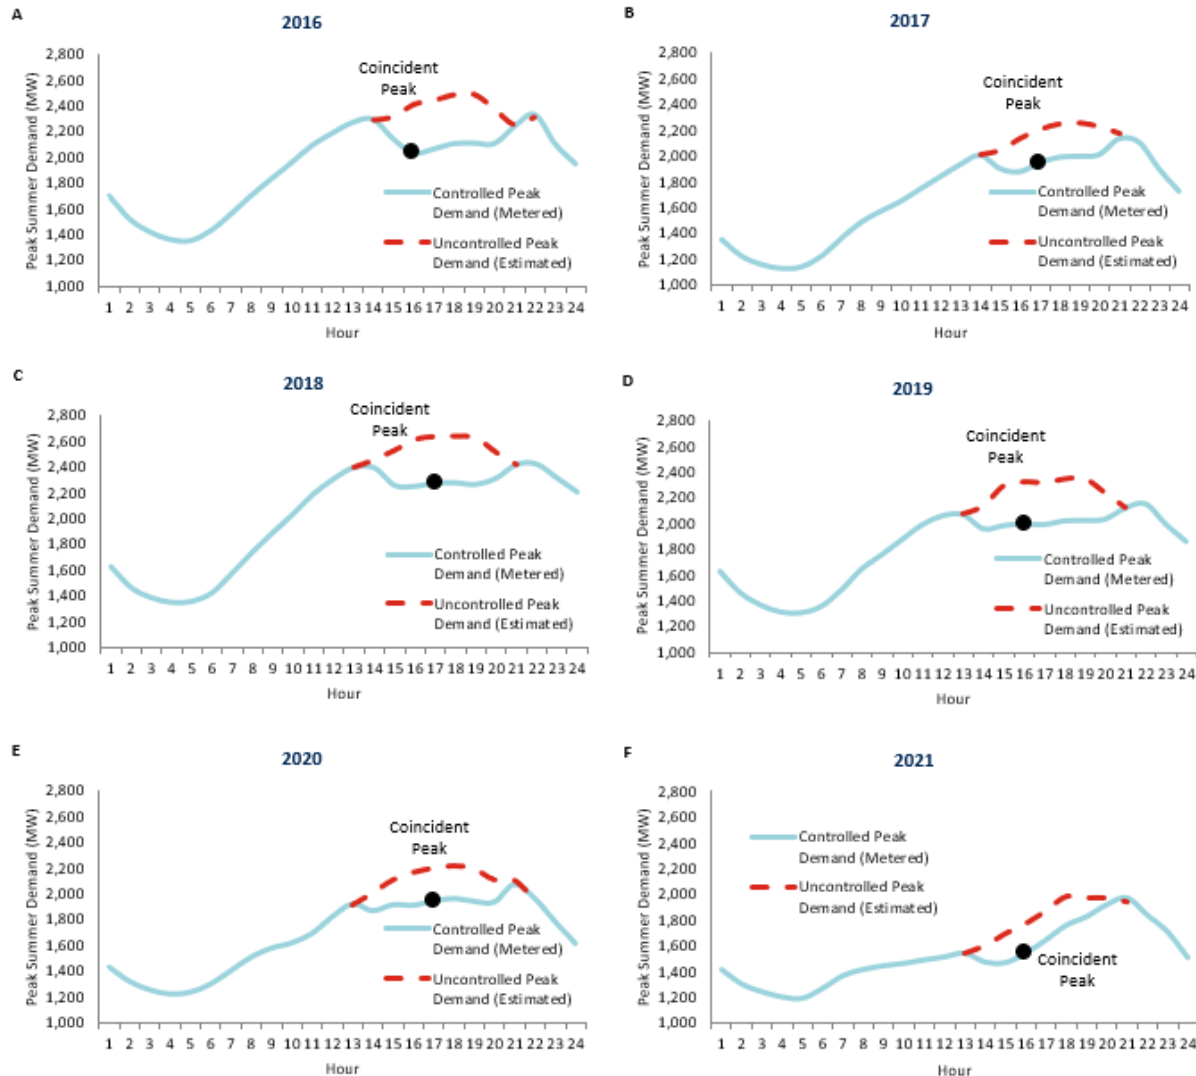 A
2016
Peak Summer Demand (MW)
2,800
2,600
2,400
2,200
2,000
1,800
1,600
1,400
1,200
1,000
Coincident
Peak
Controlled Peak
Demand (Metered)
Uncontrolled Peak
Demand (Estimated)
1 2 3 4 5 6 7 8 9 10 11 12 13 14 15 16 17 18 19 20 21 22 23 24
Hour
B
2017
Peak Summer Demand (MW)
2,800
2,600
2,400
2,200
2,000
1,800
1,600
1,400
1,200
1,000
Coincident
Peak
Controlled Peak
Demand (Metered)
Uncontrolled Peak
Demand (Estimated)
1 2 3 4 5 6 7 8 9 10 11 12 13 14 15 16 17 18 19 20 21 22 23 24
Hour
C
2018
Peak Summer Demand (MW)
2,800
2,600
2,400
2,200
2,000
1,800
1,600
1,400
1,200
1,000
Coincident
Peak
Controlled Peak
Demand (Metered)
Uncontrolled Peak
Demand (Estimated)
1 2 3 4 5 6 7 8 9 10 11 12 13 14 15 16 17 18 19 20 21 22 23 24
Hour
D
2019
Peak Summer Demand (MW)
2,800
2,600
2,400
2,200
2,000
1,800
1,600
1,400
1,200
1,000
Coincident
Peak
Controlled Peak
Demand (Metered)
Uncontrolled Peak
Demand (Estimated)
1 2 3 4 5 6 7 8 9 10 11 12 13 14 15 16 17 18 19 20 21 22 23 24
Hour
E
2020
Peak Summer Demand (MW)
2,800
2,600
2,400
2,200
2,000
1,800
1,600
1,400
1,200
1,000
Coincident
Peak
Controlled Peak
Demand (Metered)
Uncontrolled Peak
Demand (Estimated)
1 2 3 4 5 6 7 8 9 10 11 12 13 14 15 16 17 18 19 20 21 22 23 24
Hour
F
2021
Peak Summer Demand (MW)
2,800
2,600
2,400
2,200
2,000
1,800
1,600
1,400
1,200
1,000
Controlled Peak
Demand (Metered)
Uncontrolled Peak
Demand (Estimated)
Coincident
Peak
1 2 3 4 5 6 7 8 9 10 11 12 13 14 15 16 17 18 19 20 21 22 23 24
Hour